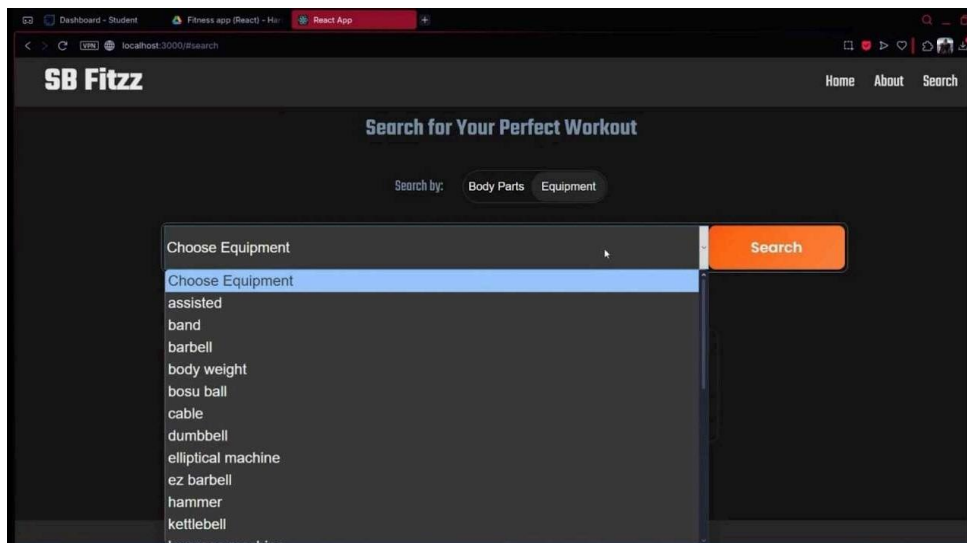 Dashboard - Student
Fitness app (React) - Har
React App
VPN
localhost:3000/#search
SB Fitzz
Home About Search
Search for Your Perfect Workout
Search by: Body Parts Equipment
Choose Equipment
Search
Choose Equipment
assisted
band
barbell
body weight
bosu ball
cable
dumbbell
elliptical machine
ez barbell
hammer
kettlebell